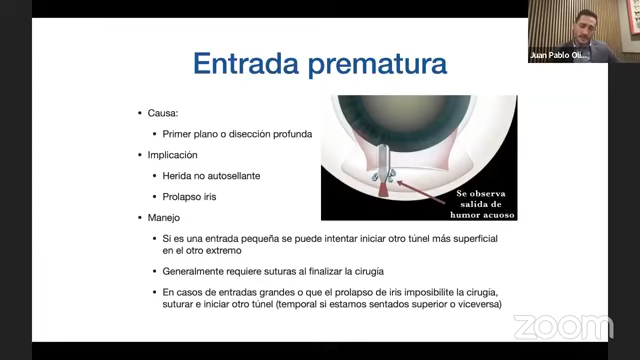 Juan Pablo Oli...
Entrada prematura
• Causa:
• Primer plano o disección profunda
• Implicación
• Herida no autosellante
• Prolapso iris
• Manejo
• Si es una entrada pequeña se puede intentar iniciar otro túnel más superficial
en el otro extremo
• Generalmente requiere suturas al finalizar la cirugía
• En casos de entradas grandes o que el prolapso de iris imposibilite la cirugía,
suturar e iniciar otro túnel (temporal si estamos sentados superior o viceversa)
Se observa
salida de
humor acuoso
zoom